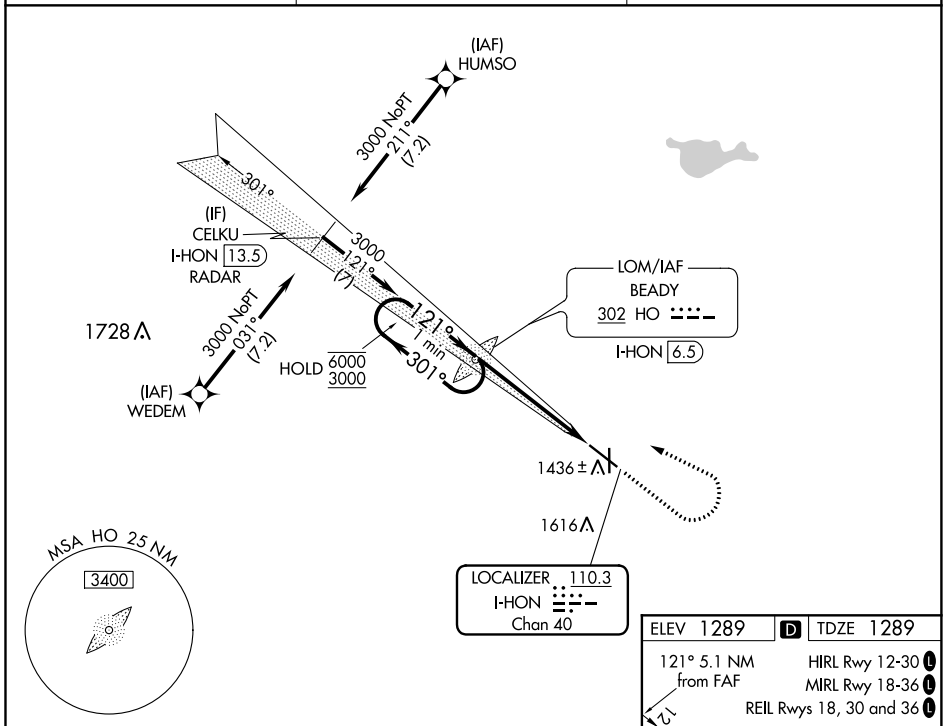 (IAF)
HUMSO
3000 NoPT
211°
(7.2)
301°
(IF)
CELKU
I-HON 13.5
RADAR
3000
121°
(7)
LOM/IAF
BEADY
302 HO
I-HON 6.5
1728
3000 NoPT
031°
(7.2)
121°
1 min
301°
HOLD 6000
3000
(IAF)
WEDEM
1436 ±
1616
MSA HO 25 NM
3400
LOCALIZER 110.3
I-HON
Chan 40
ELEV 1289 D TDZE 1289
121° 5.1 NM
from FAF
HIRL Rwy 12-30 L
MIRL Rwy 18-36 L
REIL Rwys 18, 30 and 36 L
12